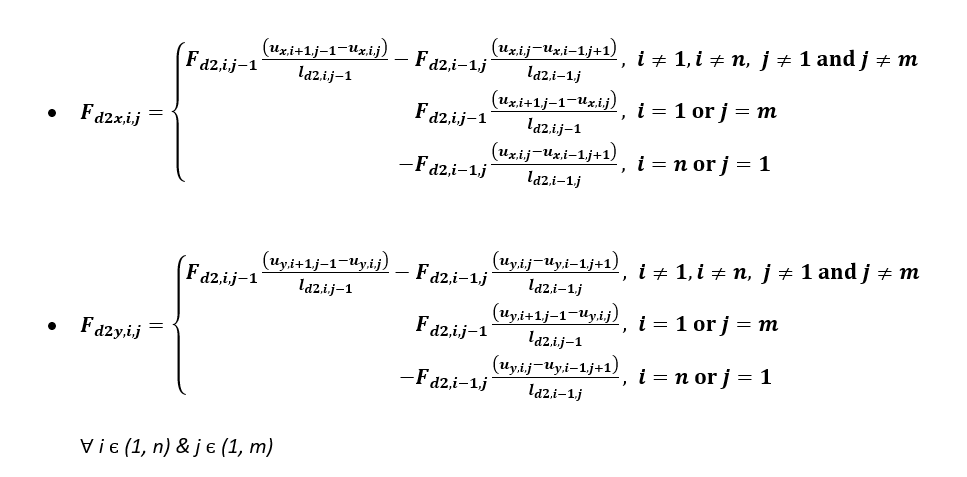 • F_{d2x,i,j} = { F_{d2,i,j−1} (u_{x,i+1,j−1}−u_{x,i,j})/l_{d2,i,j−1} − F_{d2,i−1,j} (u_{x,i,j}−u_{x,i−1,j+1})/l_{d2,i−1,j}, i ≠ 1, i ≠ n, j ≠ 1 and j ≠ m
F_{d2,i,j−1} (u_{x,i+1,j−1}−u_{x,i,j})/l_{d2,i,j−1}, i = 1 or j = m
−F_{d2,i−1,j} (u_{x,i,j}−u_{x,i−1,j+1})/l_{d2,i−1,j}, i = n or j = 1
• F_{d2y,i,j} = { F_{d2,i,j−1} (u_{y,i+1,j−1}−u_{y,i,j})/l_{d2,i,j−1} − F_{d2,i−1,j} (u_{y,i,j}−u_{y,i−1,j+1})/l_{d2,i−1,j}, i ≠ 1, i ≠ n, j ≠ 1 and j ≠ m
F_{d2,i,j−1} (u_{y,i+1,j−1}−u_{y,i,j})/l_{d2,i,j−1}, i = 1 or j = m
−F_{d2,i−1,j} (u_{y,i,j}−u_{y,i−1,j+1})/l_{d2,i−1,j}, i = n or j = 1
∀ i є (1, n) & j є (1, m)